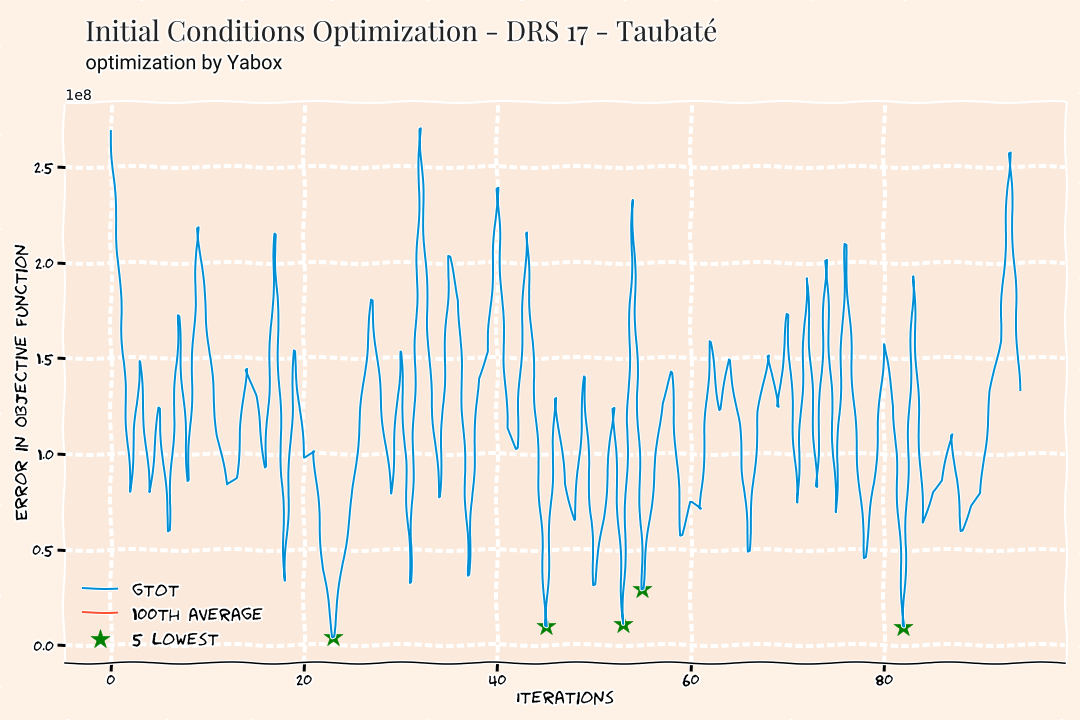 Initial Conditions Optimization - DRS 17 - Taubaté
optimization by Yabox
1e8
2.5
2.0
1.5
1.0
0.5
0.0
ERROR IN OBJECTIVE FUNCTION
GTOT
100TH AVERAGE
5 LOWEST
0 20 40 60 80
ITERATIONS